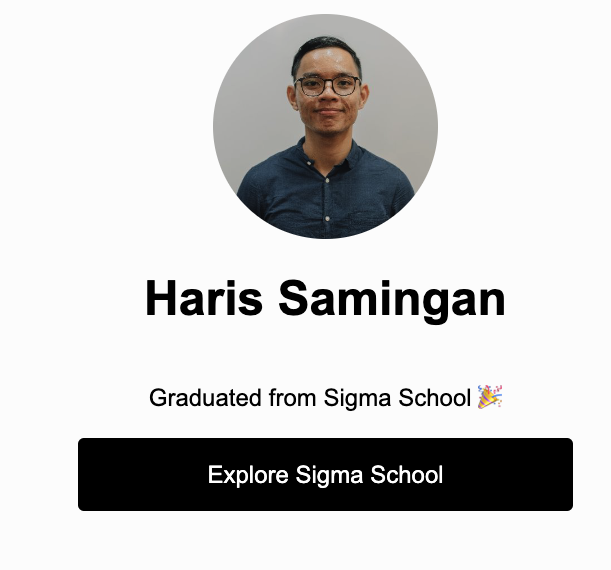 Haris Samingan
Graduated from Sigma School 🎉
Explore Sigma School